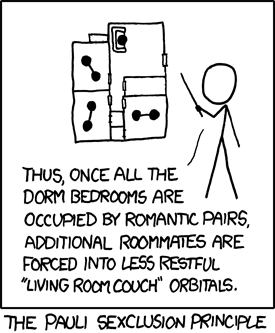 THUS, ONCE ALL THE
DORM BEDROOMS ARE
OCCUPIED BY ROMANTIC PAIRS,
ADDITIONAL ROOMMATES ARE
FORCED INTO LESS RESTFUL
"LIVING ROOM COUCH" ORBITALS.
THE PAULI SEXCLUSION PRINCIPLE